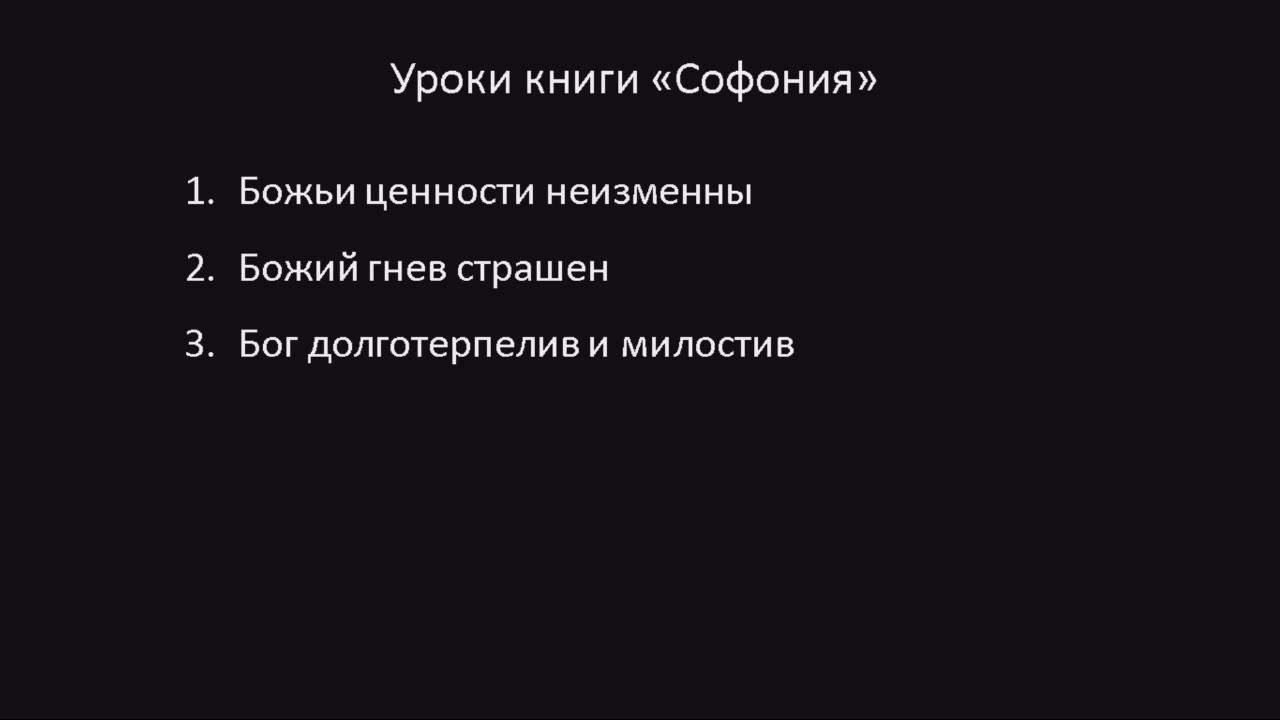 Уроки книги «Софония»
1. Божьи ценности неизменны
2. Божий гнев страшен
3. Бог долготерпелив и милостив